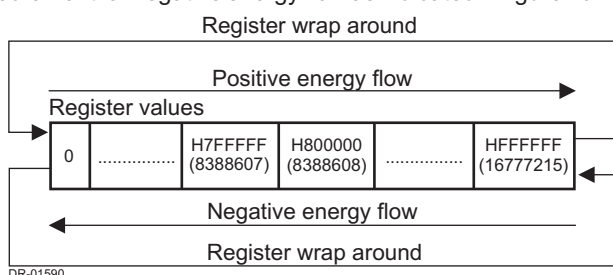 Register wrap around
Positive energy flow
Register values
0 ................ H7FFFFF (8388607) H800000 (8388608) ................ HFFFFFF (16777215)
Negative energy flow
Register wrap around
DR-01590